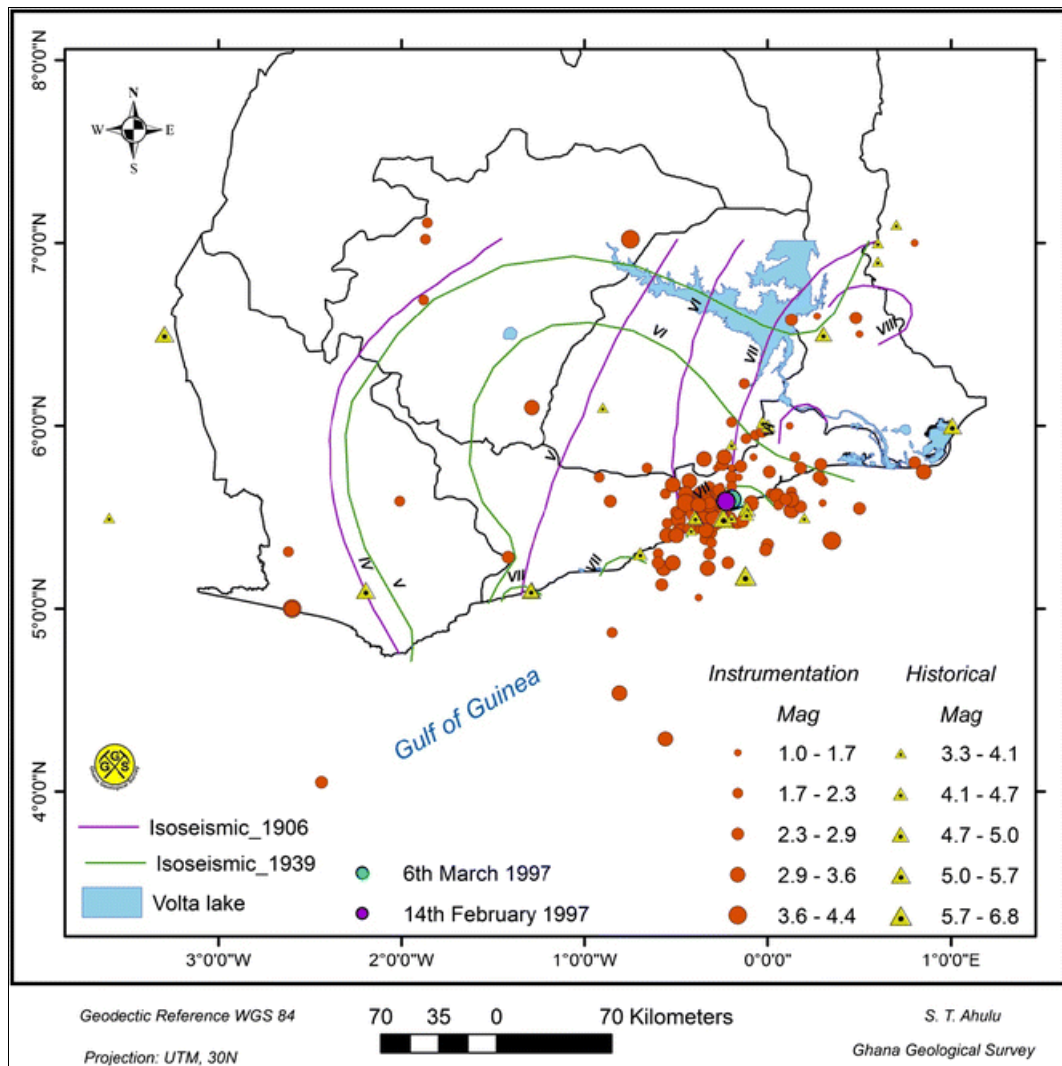 8°0'0"N
7°0'0"N
6°0'0"N
5°0'0"N
4°0'0"N
N
W E
S
VI
VI
VIII
VII
VI
V
VII
VII
VII
IV
V
Gulf of Guinea
G G S
Isoseismic_1906
Isoseismic_1939
Volta lake
6th March 1997
14th February 1997
Instrumentation
Mag
1.0 - 1.7
1.7 - 2.3
2.3 - 2.9
2.9 - 3.6
3.6 - 4.4
Historical
Mag
3.3 - 4.1
4.1 - 4.7
4.7 - 5.0
5.0 - 5.7
5.7 - 6.8
3°0'0"W 2°0'0"W 1°0'0"W 0°0'0" 1°0'0"E
Geodectic Reference WGS 84
Projection: UTM, 30N
70 35 0 70 Kilometers
S. T. Ahulu
Ghana Geological Survey